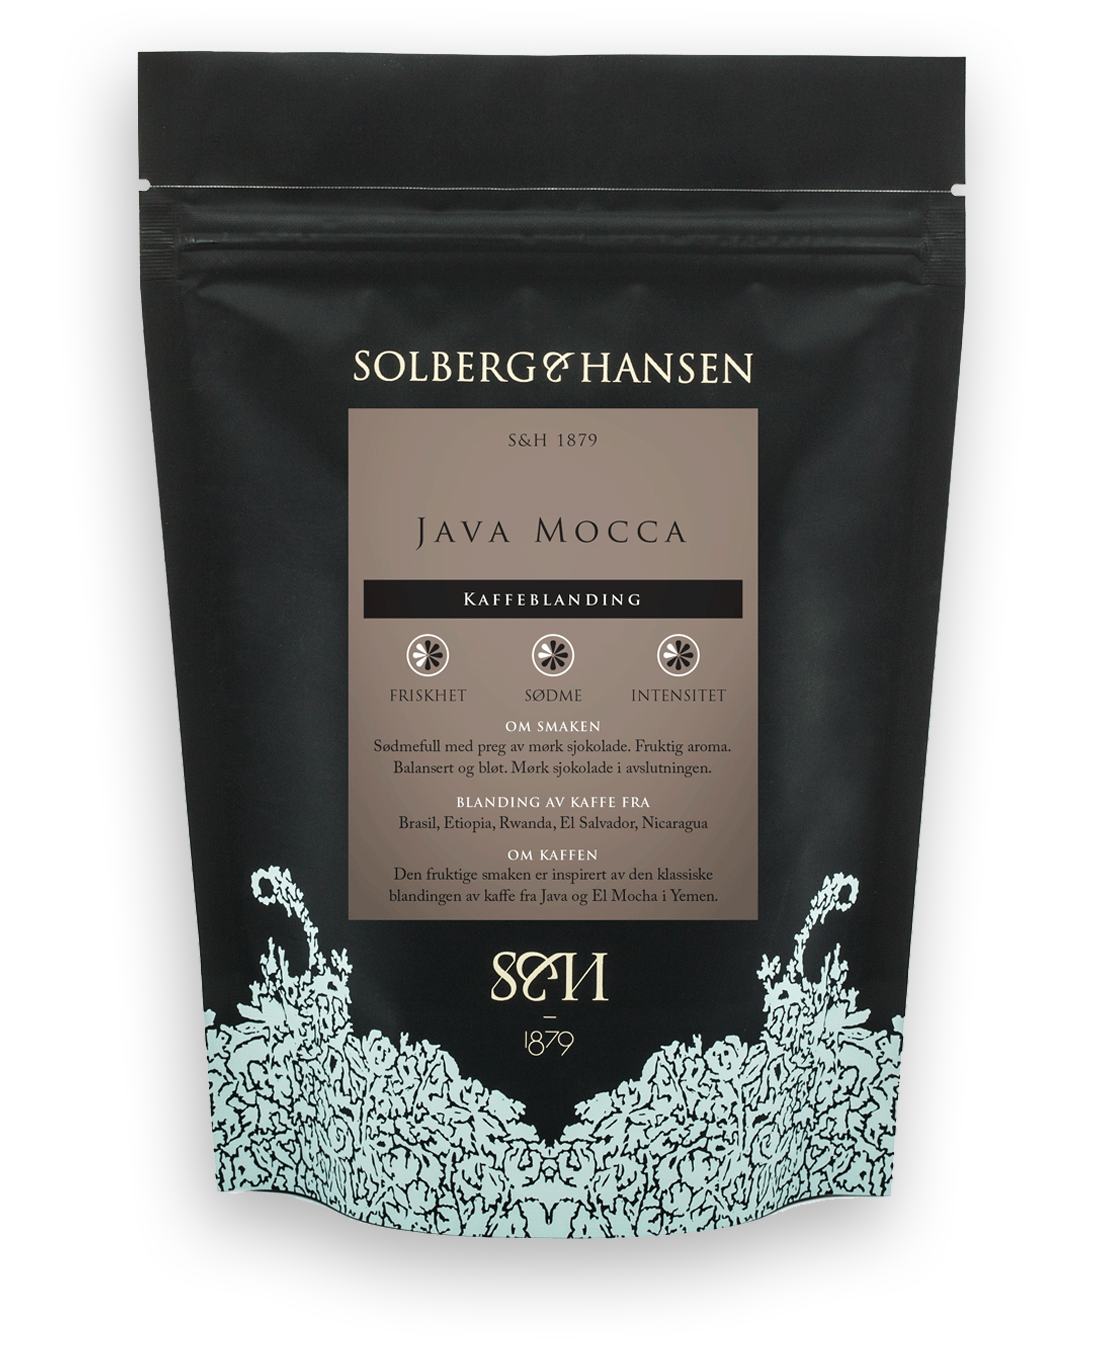 SOLBERG & HANSEN
S&H 1879
JAVA MOCCA
KAFFEBLANDING
FRISKHET SØDME INTENSITET
OM SMAKEN
Sødmefull med preg av mørk sjokolade. Fruktig aroma.
Balansert og bløt. Mørk sjokolade i avslutningen.
BLANDING AV KAFFE FRA
Brasil, Etiopia, Rwanda, El Salvador, Nicaragua
OM KAFFEN
Den fruktige smaken er inspirert av den klassiske
blandingen av kaffe fra Java og El Mocha i Yemen.
S&H
1879